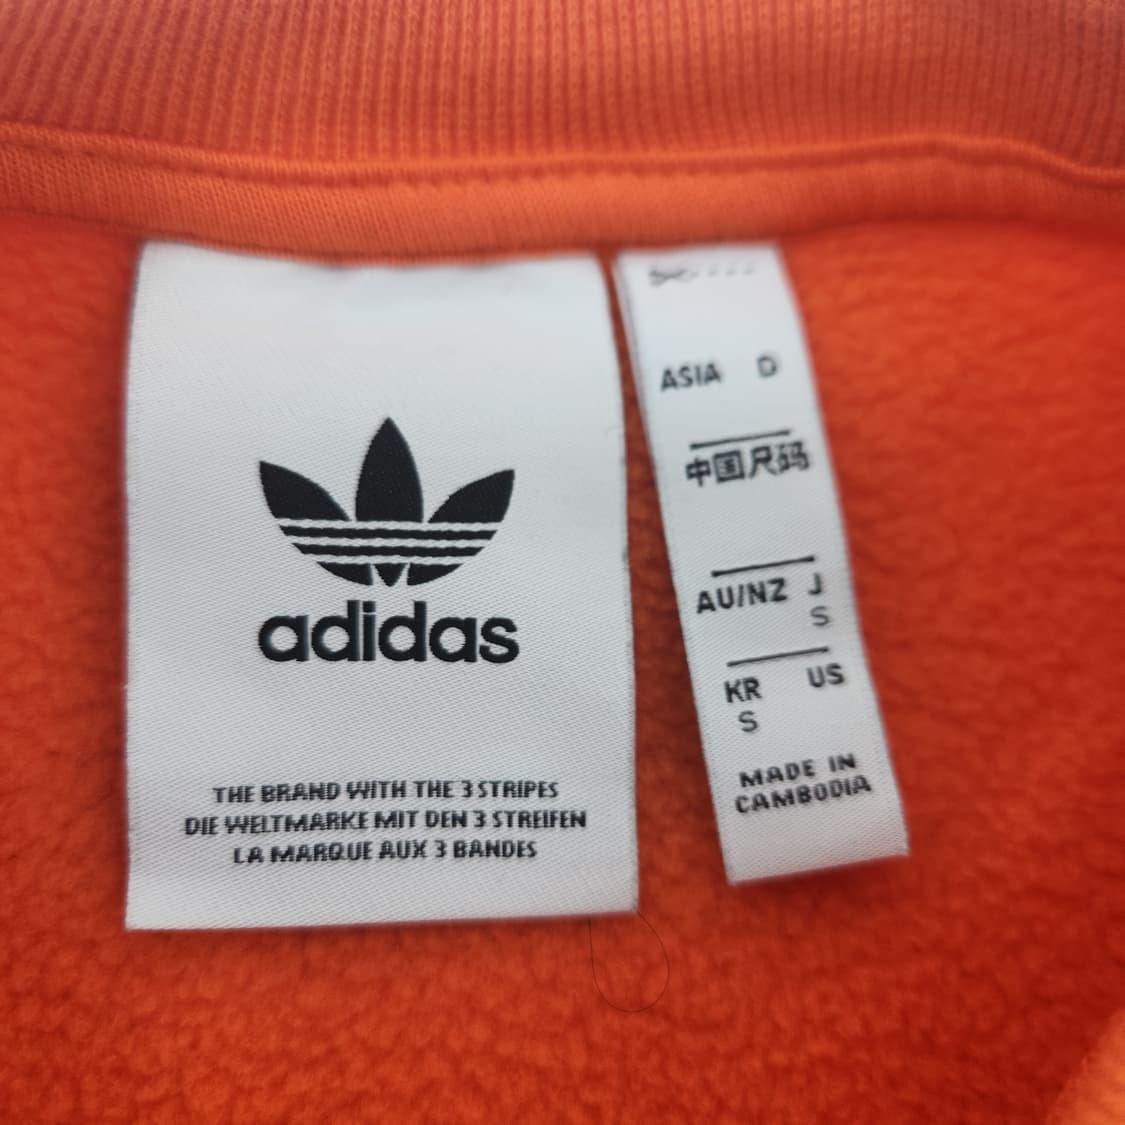 adidas
THE BRAND WITH THE 3 STRIPES
DIE WELTMARKE MIT DEN 3 STREIFEN
LA MARQUE AUX 3 BANDES
ASIA D
中国尺码
AU/NZ J
S
KR US
S
MADE IN
CAMBODIA